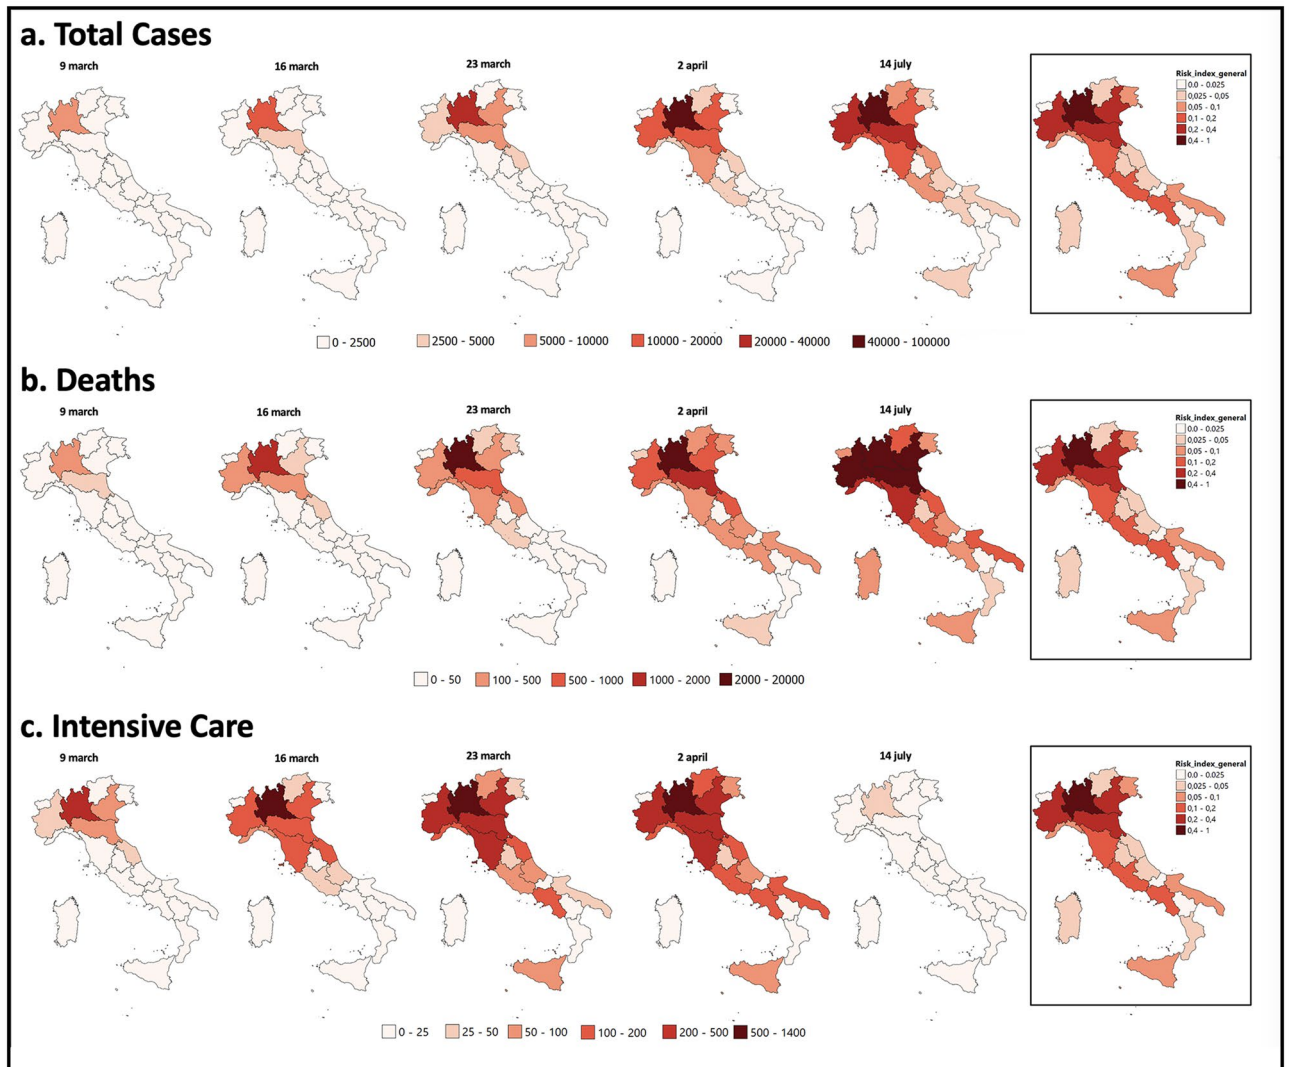 a. Total Cases
9 march
16 march
23 march
2 april
14 july
Risk_index_general
0.0 - 0.025
0,025 - 0,05
0,05 - 0,1
0,1 - 0,2
0,2 - 0,4
0,4 - 1
0 - 2500
2500 - 5000
5000 - 10000
10000 - 20000
20000 - 40000
40000 - 100000
b. Deaths
9 march
16 march
23 march
2 april
14 july
Risk_index_general
0.0 - 0.025
0,025 - 0,05
0,05 - 0,1
0,1 - 0,2
0,2 - 0,4
0,4 - 1
0 - 50
100 - 500
500 - 1000
1000 - 2000
2000 - 20000
c. Intensive Care
9 march
16 march
23 march
2 april
14 july
Risk_index_general
0.0 - 0.025
0,025 - 0,05
0,05 - 0,1
0,1 - 0,2
0,2 - 0,4
0,4 - 1
0 - 25
25 - 50
50 - 100
100 - 200
200 - 500
500 - 1400